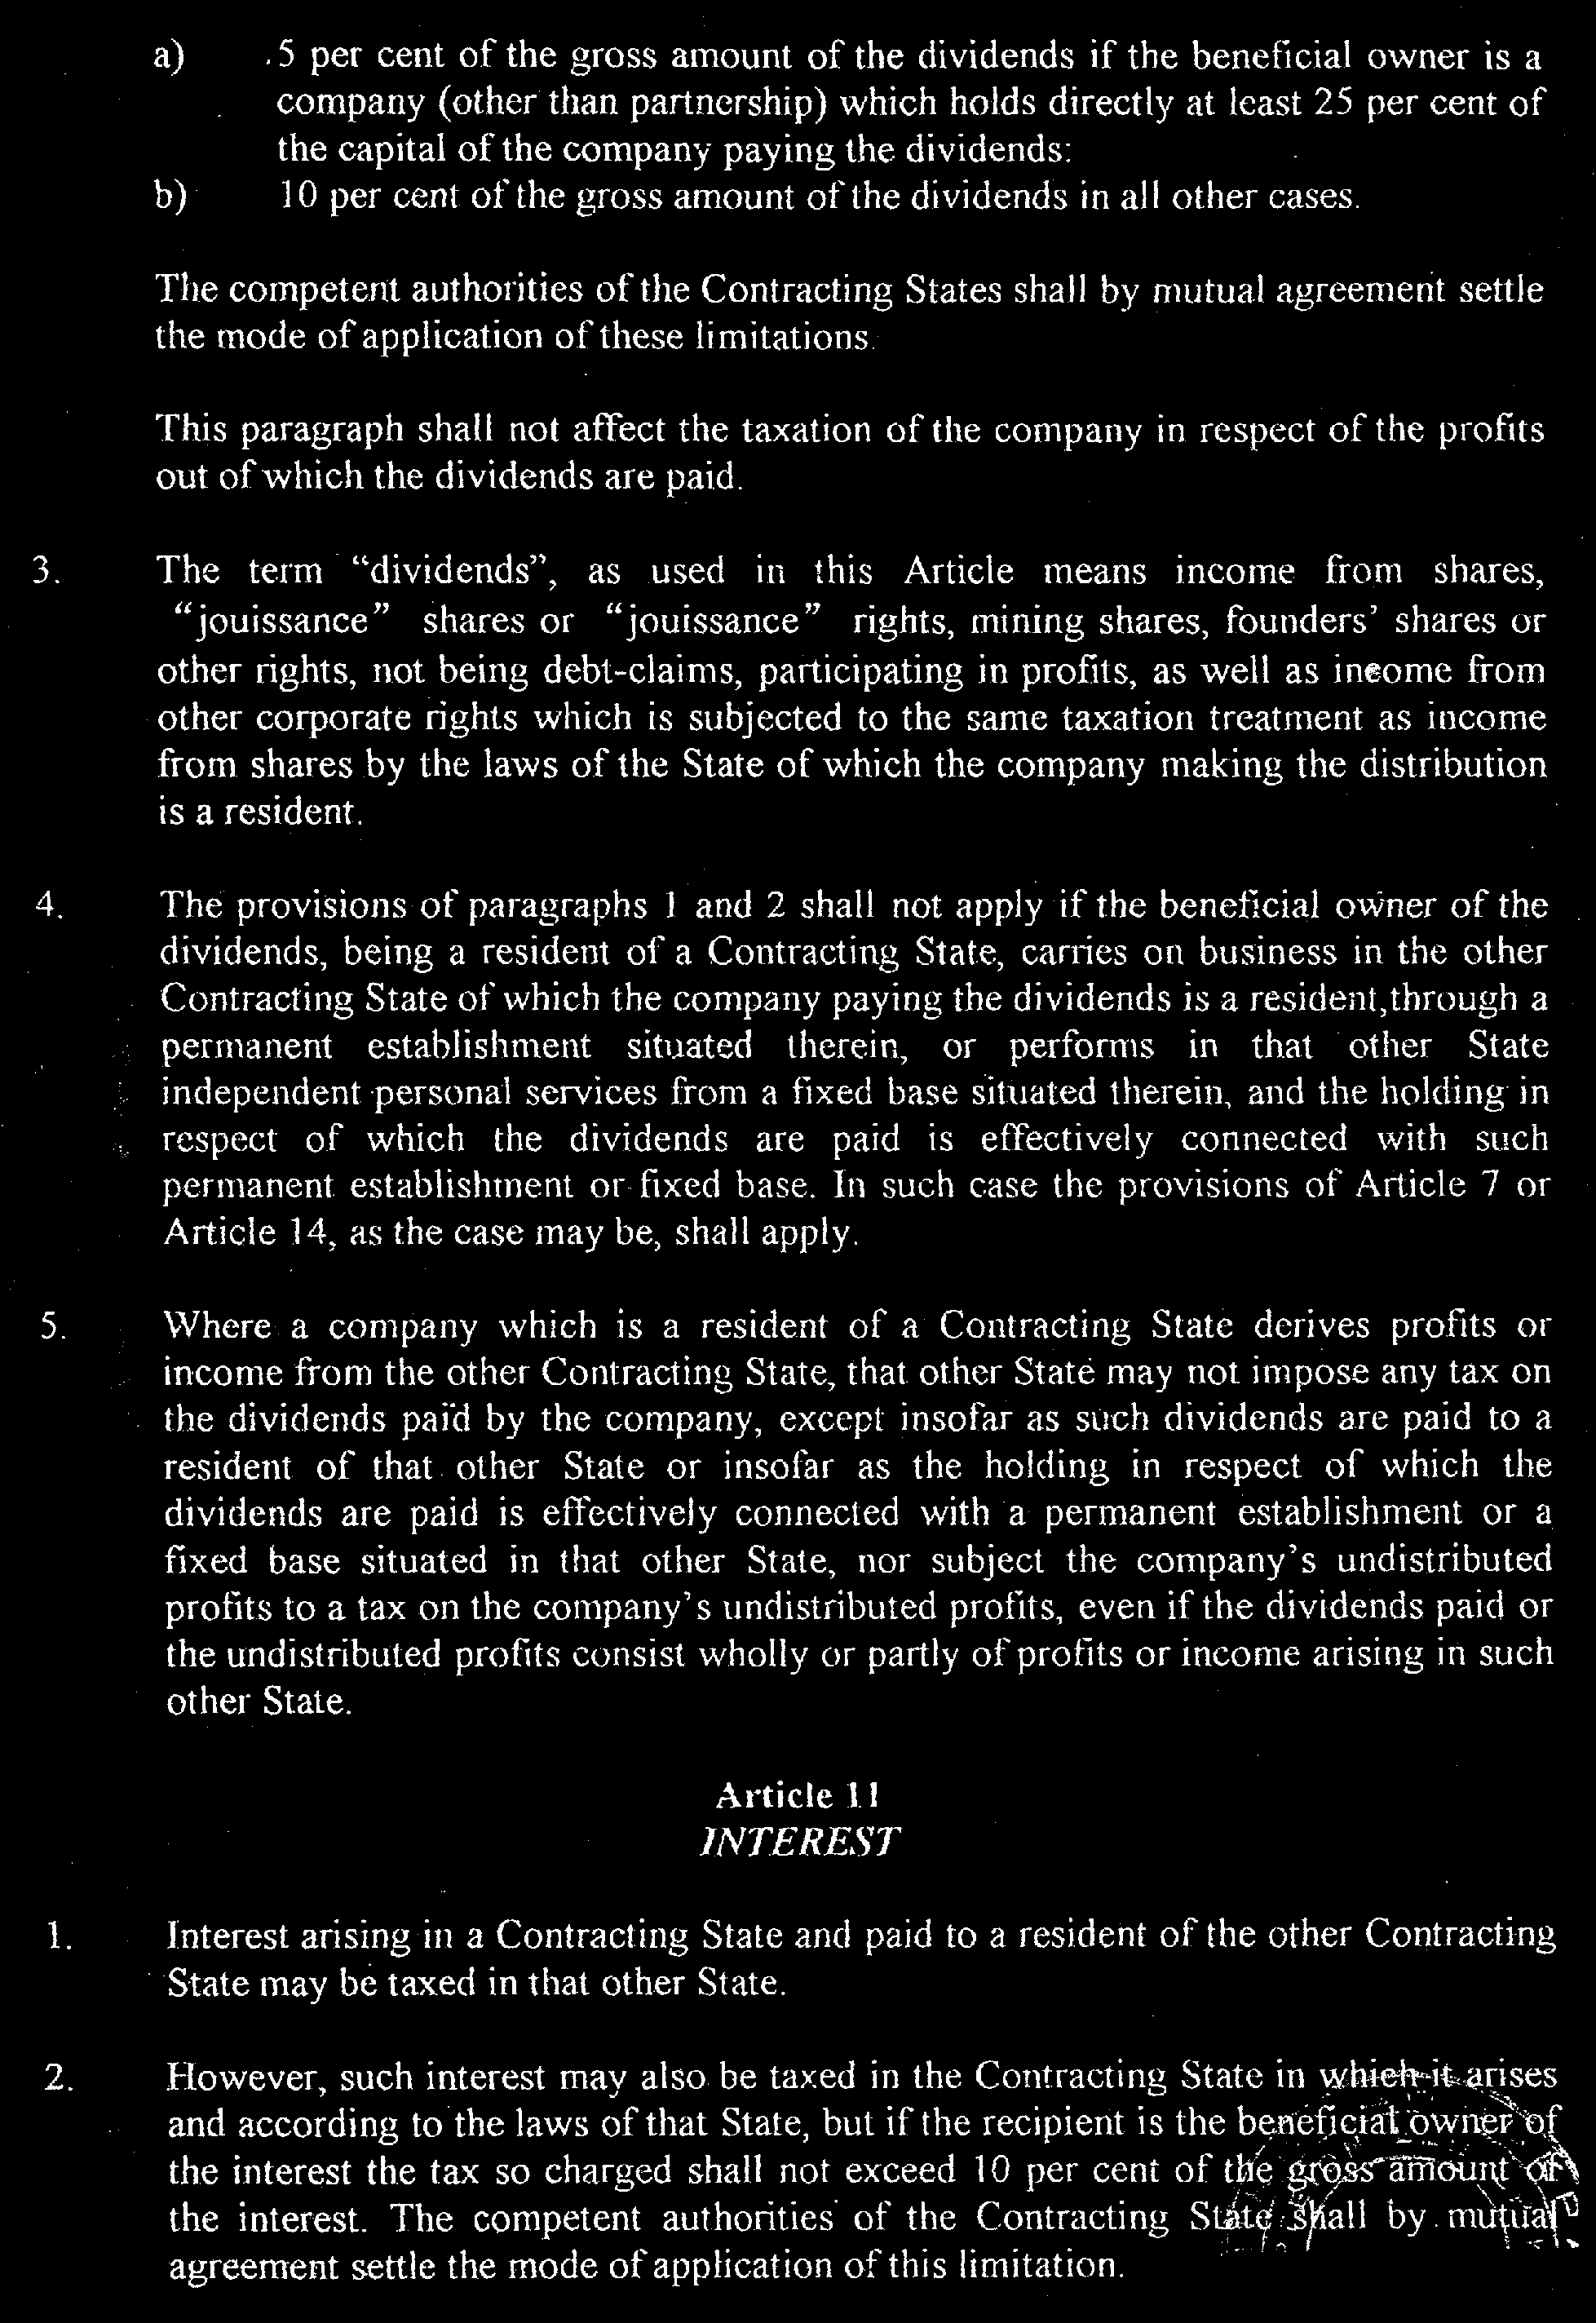 a) 5 per cent of the gross amount of the dividends if the beneficial owner is a
company (other than partnership) which holds directly at least 25 per cent of
the capital of the company paying the dividends:
b) 10 per cent of the gross amount of the dividends in all other cases.
The competent authorities of the Contracting States shall by mutual agreement settle
the mode of application of these limitations.
This paragraph shall not affect the taxation of the company in respect of the profits
out of which the dividends are paid.
3. The term “dividends”, as used in this Article means income from shares,
“jouissance” shares or “jouissance” rights, mining shares, founders’ shares or
other rights, not being debt-claims, participating in profits, as well as income from
other corporate rights which is subjected to the same taxation treatment as income
from shares by the laws of the State of which the company making the distribution
is a resident.
4. The provisions of paragraphs 1 and 2 shall not apply if the beneficial owner of the
dividends, being a resident of a Contracting State, carries on business in the other
Contracting State of which the company paying the dividends is a resident,through a
permanent establishment situated therein, or performs in that other State
independent personal services from a fixed base situated therein, and the holding in
respect of which the dividends are paid is effectively connected with such
permanent establishment or fixed base. In such case the provisions of Article 7 or
Article 14, as the case may be, shall apply.
5. Where a company which is a resident of a Contracting State derives profits or
income from the other Contracting State, that other State may not impose any tax on
the dividends paid by the company, except insofar as such dividends are paid to a
resident of that other State or insofar as the holding in respect of which the
dividends are paid is effectively connected with a permanent establishment or a
fixed base situated in that other State, nor subject the company’s undistributed
profits to a tax on the company’s undistributed profits, even if the dividends paid or
the undistributed profits consist wholly or partly of profits or income arising in such
other State.
Article 11
INTEREST
1. Interest arising in a Contracting State and paid to a resident of the other Contracting
State may be taxed in that other State.
2. However, such interest may also be taxed in the Contracting State in which it arises
and according to the laws of that State, but if the recipient is the beneficial owner of
the interest the tax so charged shall not exceed 10 per cent of the gross amount of
the interest. The competent authorities of the Contracting State shall by mutual
agreement settle the mode of application of this limitation.